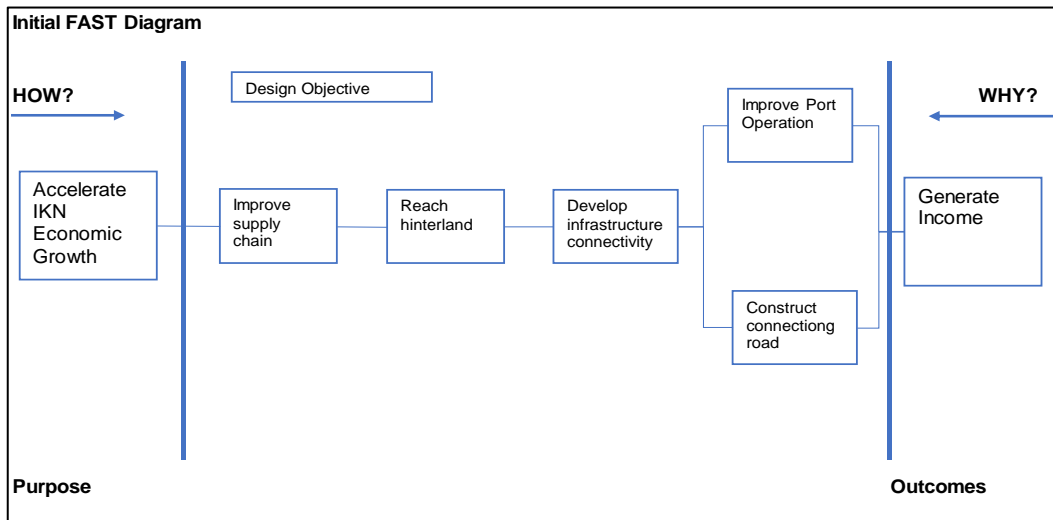 Initial FAST Diagram
HOW?
Design Objective
Improve Port
Operation
WHY?
Accelerate
IKN
Economic
Growth
Improve
supply
chain
Reach
hinterland
Develop
infrastructure
connectivity
Generate
Income
Construct
connectiong
road
Purpose
Outcomes